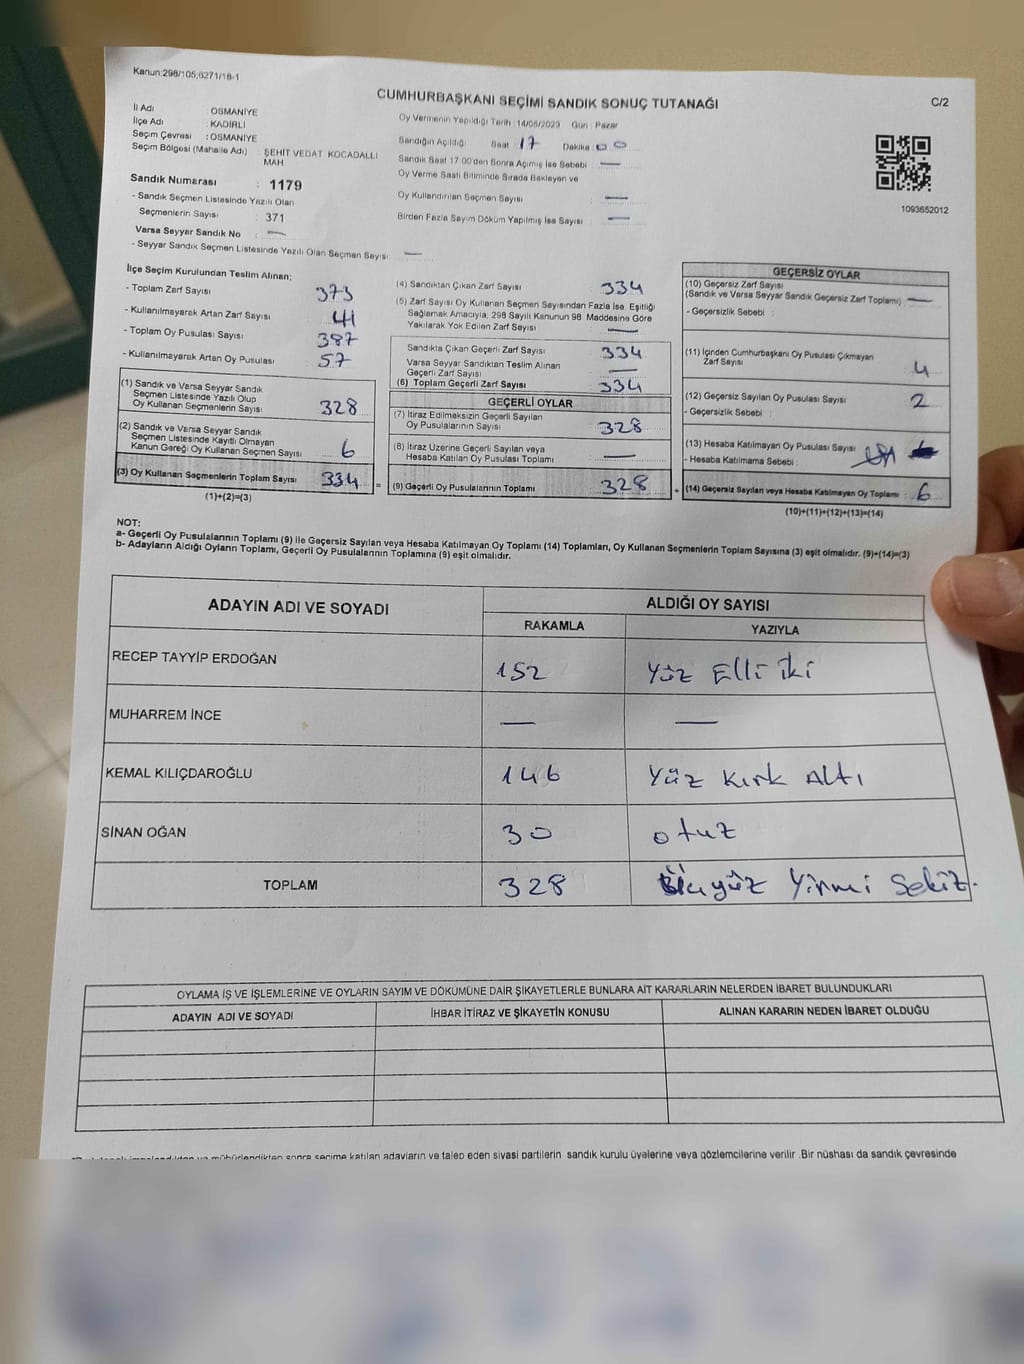 Kanun:298/105;6271/18-1
CUMHURBAŞKANI SEÇİMİ SANDIK SONUÇ TUTANAĞI
C/2
İl Adı OSMANİYE
İlçe Adı : KADİRLİ
Seçim Çevresi : OSMANİYE
Seçim Bölgesi (Mahalle Adı) : ŞEHİT VEDAT KOCADALLI
MAH
Sandık Numarası : 1179
- Sandık Seçmen Listesinde Yazılı Olan
Seçmenlerin Sayısı : 371
Varsa Seyyar Sandık No : —
- Seyyar Sandık Seçmen Listesinde Yazılı Olan Seçmen Sayısı —
Oy Vermenin Yapıldığı Tarih :14/05/2023 Gün : Pazar
Sandığın Açıldığı Saat : 17 Dakika 00
Sandık Saat 17:00'den Sonra Açımış İse Sebebi : —
Oy Verme Saati Bitiminde Sırada Bekleyen ve
Oy Kullandırılan Seçmen Sayısı : —
Birden Fazla Sayım Döküm Yapılmış İse Sayısı : —
1093652012
İlçe Seçim Kurulundan Teslim Alınan;
- Toplam Zarf Sayısı 373
- Kullanılmayarak Artan Zarf Sayısı 41
- Toplam Oy Pusulası Sayısı 387
- Kullanılmayarak Artan Oy Pusulası 57
(1) Sandık ve Varsa Seyyar Sandık
Seçmen Listesinde Yazılı Olup
Oy Kullanan Seçmenlerin Sayısı 328
(2) Sandık ve Varsa Seyyar Sandık
Seçmen Listesinde Kayıtlı Olmayan
Kanun Gereği Oy Kullanan Seçmen Sayısı 6
(3) Oy Kullanan Seçmenlerin Toplam Sayısı 334 =
(1)+(2)=(3)
(4) Sandıktan Çıkan Zarf Sayısı 334
(5) Zarf Sayısı Oy Kullanan Seçmen Sayısından Fazla İse, Eşitliği
Sağlamak Amacıyla, 298 Sayılı Kanunun 98. Maddesine Göre
Yakılarak Yok Edilen Zarf Sayısı —
Sandıkta Çıkan Geçerli Zarf Sayısı 334
Varsa Seyyar Sandıktan Teslim Alınan
Geçerli Zarf Sayısı —
(6) Toplam Geçerli Zarf Sayısı 334
GEÇERLİ OYLAR
(7) İtiraz Edilmeksizin Geçerli Sayılan
Oy Pusulalarının Sayısı 328
(8) İtiraz Üzerine Geçerli Sayılan veya
Hesaba Katılan Oy Pusulası Toplamı —
(9) Geçerli Oy Pusulalarının Toplamı 328 +
GEÇERSİZ OYLAR
(10) Geçersiz Zarf Sayısı
(Sandık ve Varsa Seyyar Sandık Geçersiz Zarf Toplamı) —
- Geçersizlik Sebebi :
(11) İçinden Cumhurbaşkanı Oy Pusulası Çıkmayan
Zarf Sayısı 4
(12) Geçersiz Sayılan Oy Pusulası Sayısı 2
- Geçersizlik Sebebi :
(13) Hesaba Katılmayan Oy Pusulası Sayısı
- Hesaba Katılmama Sebebi :
(14) Geçersiz Sayılan veya Hesaba Katılmayan Oy Toplamı : 6
(10)+(11)+(12)+(13)=(14)
NOT:
a- Geçerli Oy Pusulalarının Toplamı (9) ile Geçersiz Sayılan veya Hesaba Katılmayan Oy Toplamı (14) Toplamları, Oy Kullanan Seçmenlerin Toplam Sayısına (3) eşit olmalıdır. (9)+(14)=(3)
b- Adayların Aldığı Oyların Toplamı, Geçerli Oy Pusulalarının Toplamına (9) eşit olmalıdır.
ADAYIN ADI VE SOYADI ALDIĞI OY SAYISI
RAKAMLA YAZIYLA
RECEP TAYYİP ERDOĞAN 152 Yüz Elli iki
MUHARREM İNCE — —
KEMAL KILIÇDAROĞLU 146 Yüz Kırk Altı
SİNAN OĞAN 30 otuz
TOPLAM 328 Üçyüz Yirmi Sekiz.
OYLAMA İŞ VE İŞLEMLERİNE VE OYLARIN SAYIM VE DÖKÜMÜNE DAİR ŞİKAYETLERLE BUNLARA AİT KARARLARIN NELERDEN İBARET BULUNDUKLARI
ADAYIN ADI VE SOYADI İHBAR İTİRAZ VE ŞİKAYETİN KONUSU ALINAN KARARIN NEDEN İBARET OLDUĞU
sonra seçime katılan adayların ve talep eden siyasi partilerin sandık kurulu üyelerine veya gözlemcilerine verilir .Bir nüshası da sandık çevresinde